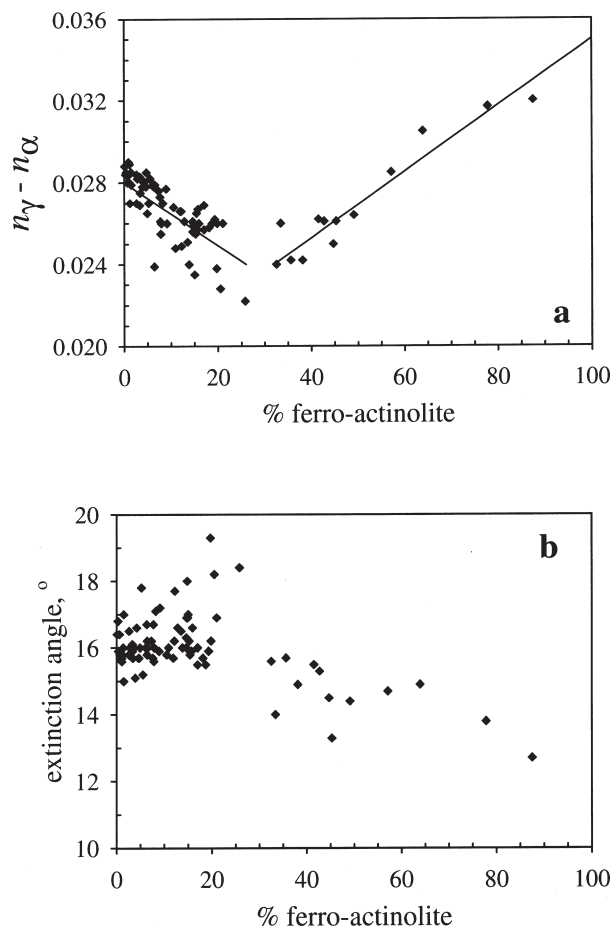 0.036
0.032
0.028
0.024
0.020
nγ - nα
a
0 20 40 60 80 100
% ferro-actinolite
20
18
16
14
12
10
extinction angle, °
b
0 20 40 60 80 100
% ferro-actinolite